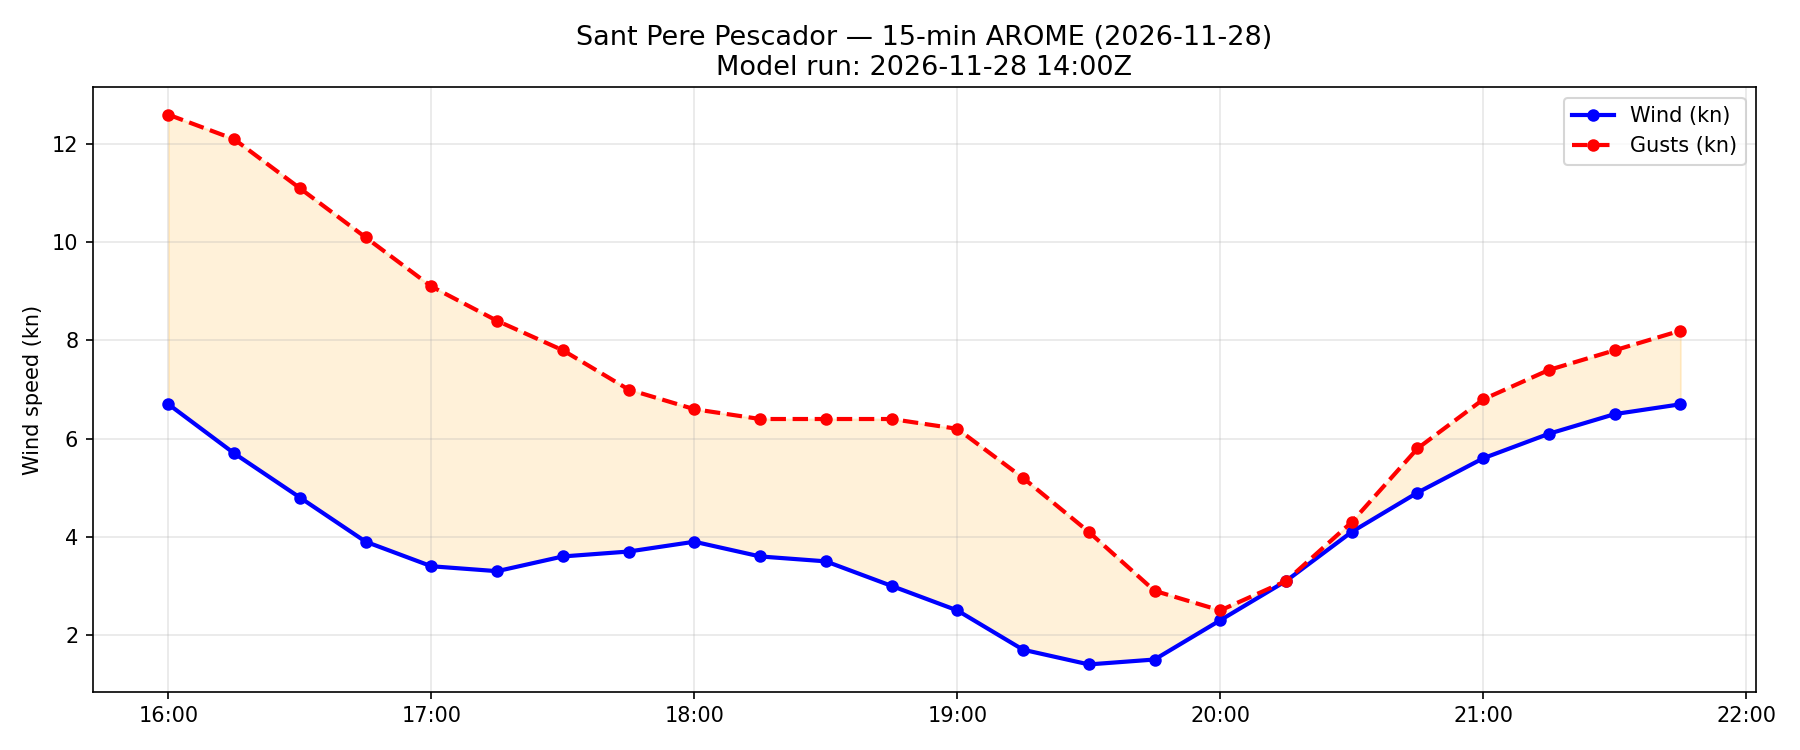 Sant Pere Pescador — 15-min AROME (2026-11-28)
Model run: 2026-11-28 14:00Z
Wind (kn)
Gusts (kn)
Wind speed (kn)
12
10
8
6
4
2
16:00 17:00 18:00 19:00 20:00 21:00 22:00